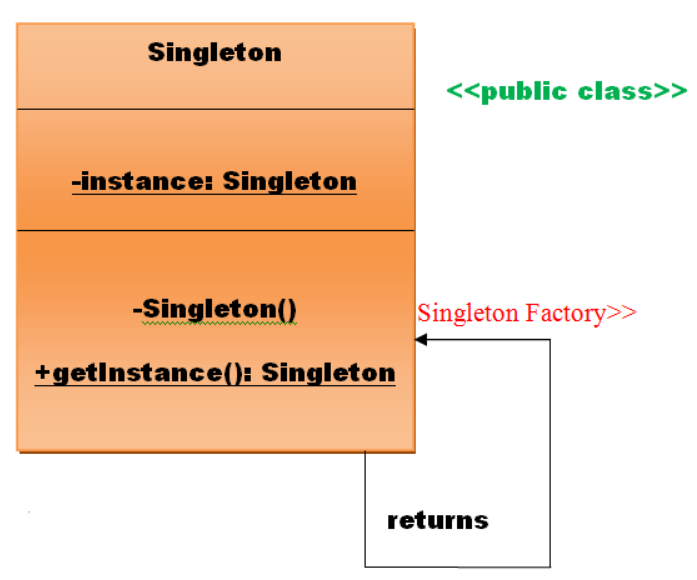 Singleton
<<public class>>
-instance: Singleton
-Singleton()
Singleton Factory>>
+getInstance(): Singleton
returns